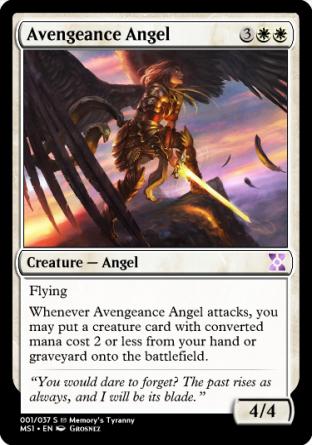 Avengeance Angel 3
Creature — Angel
Flying
Whenever Avengeance Angel attacks, you
may put a creature card with converted
mana cost 2 or less from your hand or
graveyard onto the battlefield.
“You would dare to forget? The past rises as
always, and I will be its blade.”
4/4
001/037 S Memory's Tyranny
MS1 • EN Grosnez